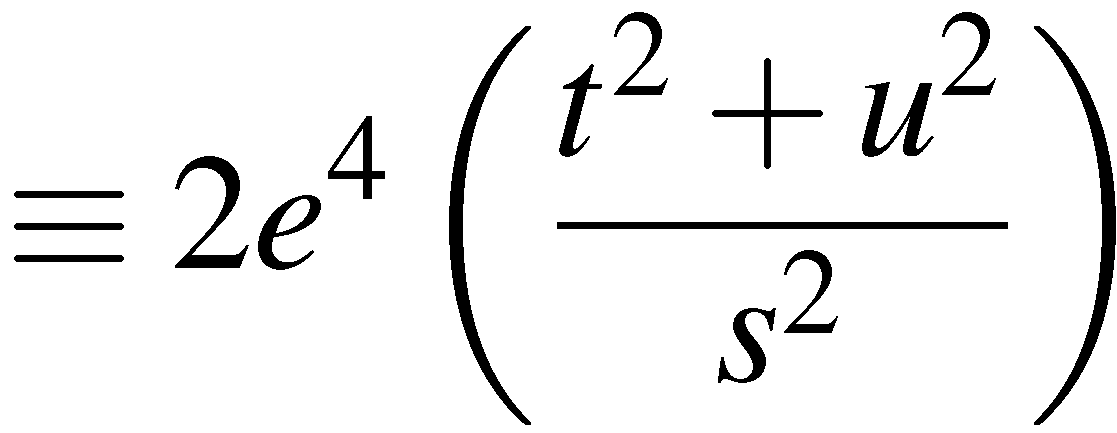 ≡ 2e⁴ ( (t² + u²) / s² )